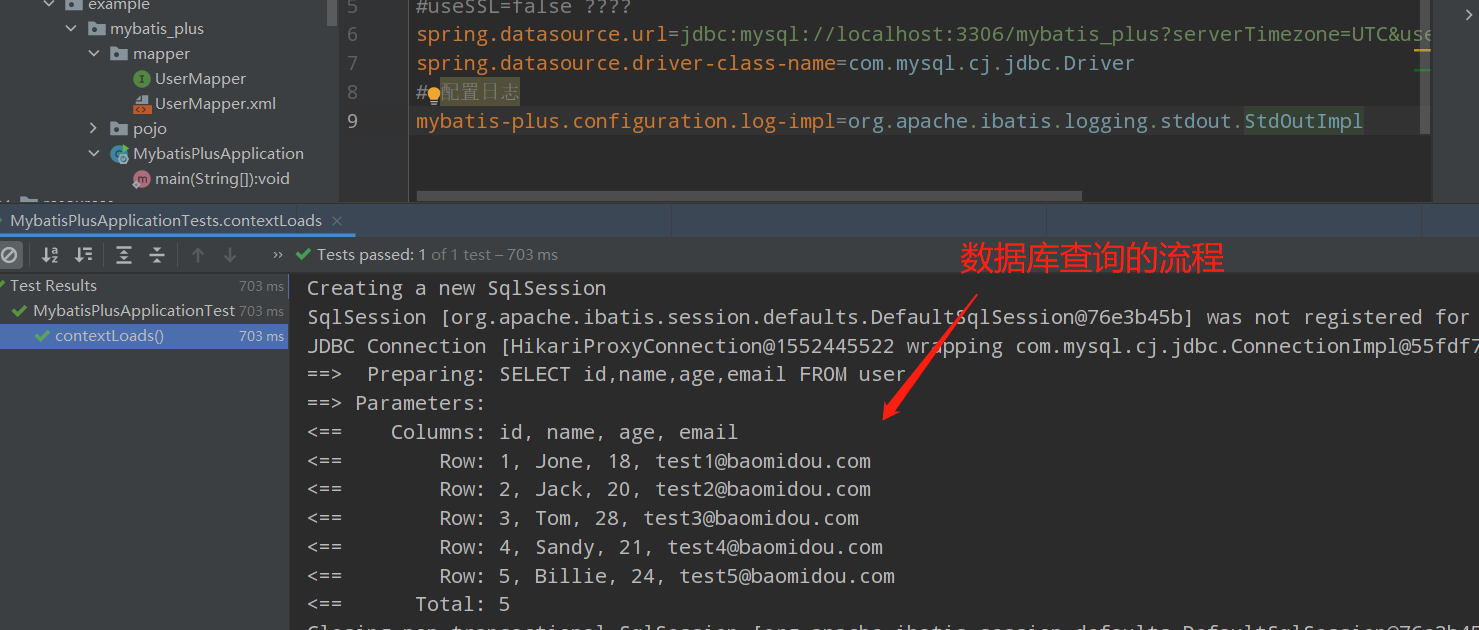 example
mybatis_plus
mapper
UserMapper
UserMapper.xml
pojo
MybatisPlusApplication
main(String[]):void
5 #useSSL=false ????
6 spring.datasource.url=jdbc:mysql://localhost:3306/mybatis_plus?serverTimezone=UTC&use
7 spring.datasource.driver-class-name=com.mysql.cj.jdbc.Driver
8 # 配置日志
9 mybatis-plus.configuration.log-impl=org.apache.ibatis.logging.stdout.StdOutImpl
MybatisPlusApplicationTests.contextLoads
Tests passed: 1 of 1 test – 703 ms
数据库查询的流程
Test Results 703 ms
MybatisPlusApplicationTest 703 ms
contextLoads() 703 ms
Creating a new SqlSession
SqlSession [org.apache.ibatis.session.defaults.DefaultSqlSession@76e3b45b] was not registered for
JDBC Connection [HikariProxyConnection@1552445522 wrapping com.mysql.cj.jdbc.ConnectionImpl@55fdf7
==>  Preparing: SELECT id,name,age,email FROM user
==> Parameters:
<==    Columns: id, name, age, email
<==        Row: 1, Jone, 18, test1@baomidou.com
<==        Row: 2, Jack, 20, test2@baomidou.com
<==        Row: 3, Tom, 28, test3@baomidou.com
<==        Row: 4, Sandy, 21, test4@baomidou.com
<==        Row: 5, Billie, 24, test5@baomidou.com
<==      Total: 5